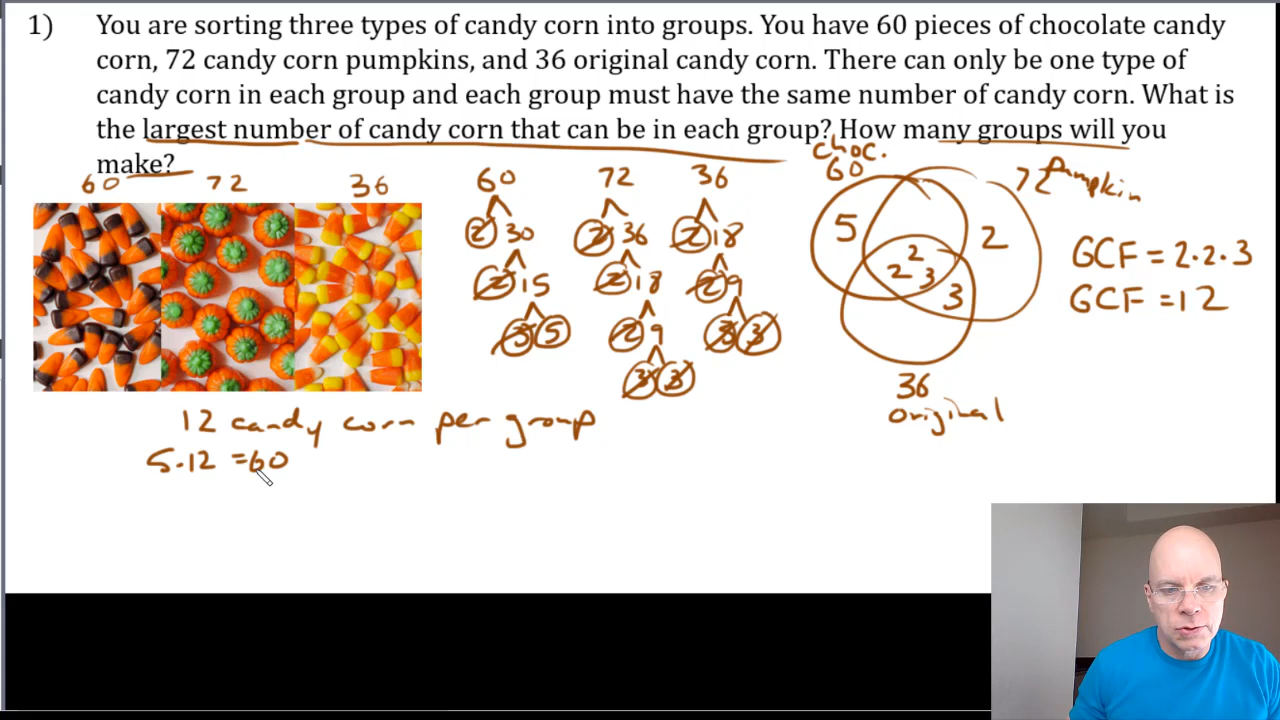 1) You are sorting three types of candy corn into groups. You have 60 pieces of chocolate candy
corn, 72 candy corn pumpkins, and 36 original candy corn. There can only be one type of
candy corn in each group and each group must have the same number of candy corn. What is
the largest number of candy corn that can be in each group? How many groups will you
make?
60 72 36
60 72 36
2 30 2 36 2 18
2 15 2 18 2 9
3 5 2 9 3 3
3 3
choc.
60
72 Pumpkin
5 2 2
2 3
3
36
original
GCF = 2·2·3
GCF = 12
12 candy corn per group
5·12 = 60